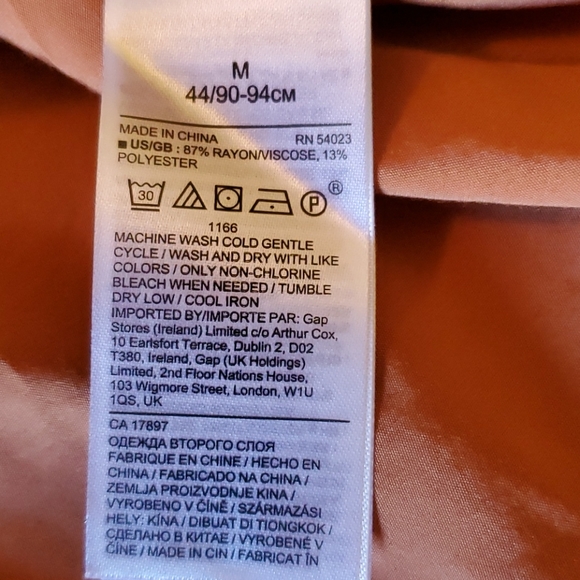 M
44/90-94CM
MADE IN CHINA RN 54023
■ US/GB : 87% RAYON/VISCOSE, 13%
POLYESTER
30 P ®
1166
MACHINE WASH COLD GENTLE
CYCLE / WASH AND DRY WITH LIKE
COLORS / ONLY NON-CHLORINE
BLEACH WHEN NEEDED / TUMBLE
DRY LOW / COOL IRON
IMPORTED BY/IMPORTE PAR: Gap
Stores (Ireland) Limited c/o Arthur Cox,
10 Earlsfort Terrace, Dublin 2, D02
T380, Ireland, Gap (UK Holdings)
Limited, 2nd Floor Nations House,
103 Wigmore Street, London, W1U
1QS, UK
CA 17897
ОДЕЖДА ВТОРОГО СЛОЯ
FABRIQUE EN CHINE / HECHO EN
CHINA / FABRICADO NA CHINA /
ZEMLJA PROIZVODNJE KINA /
VYROBENO V ČÍNĚ / SZÁRMAZÁSI
HELY: KÍNA / DIBUAT DI TIONGKOK /
СДЕЛАНО В КИТАЕ / VYROBENÉ V
ČÍNE / MADE IN CIN / FABRICAT ÎN